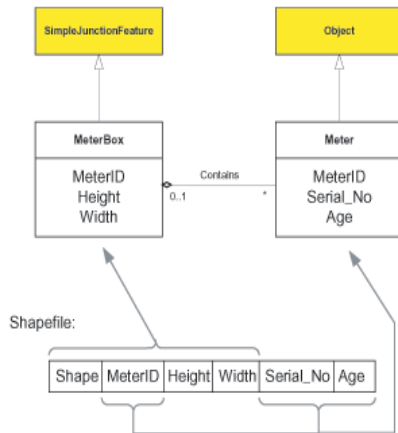 SimpleJunctionFeature
Object
MeterBox
MeterID
Height
Width
Contains
0..1
*
Meter
MeterID
Serial_No
Age
Shapefile:
Shape MeterID Height Width Serial_No Age